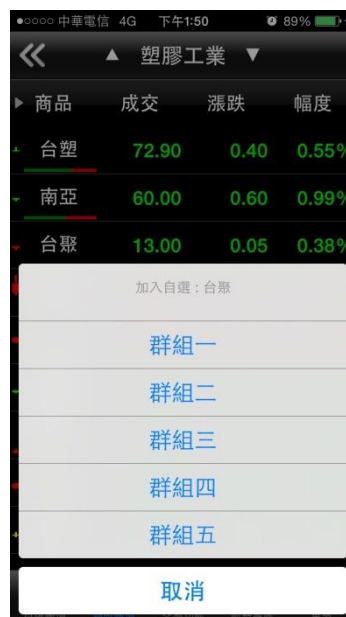 中華電信 4G 下午1:50 89%
塑膠工業
商品 成交 漲跌 幅度
台塑 72.90 0.40 0.55%
南亞 60.00 0.60 0.99%
台聚 13.00 0.05 0.38%
加入自選 : 台聚
群組一
群組二
群組三
群組四
群組五
取消